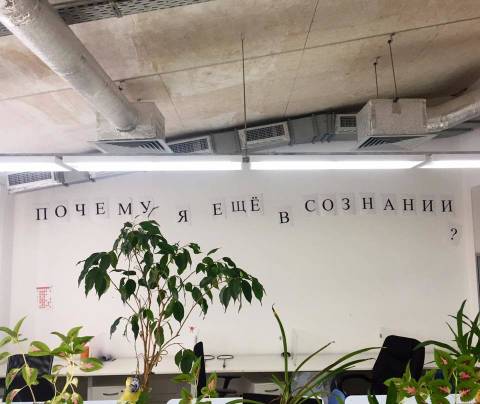 ПОЧЕМУ Я ЕЩЁ В СОЗНАНИИ
?